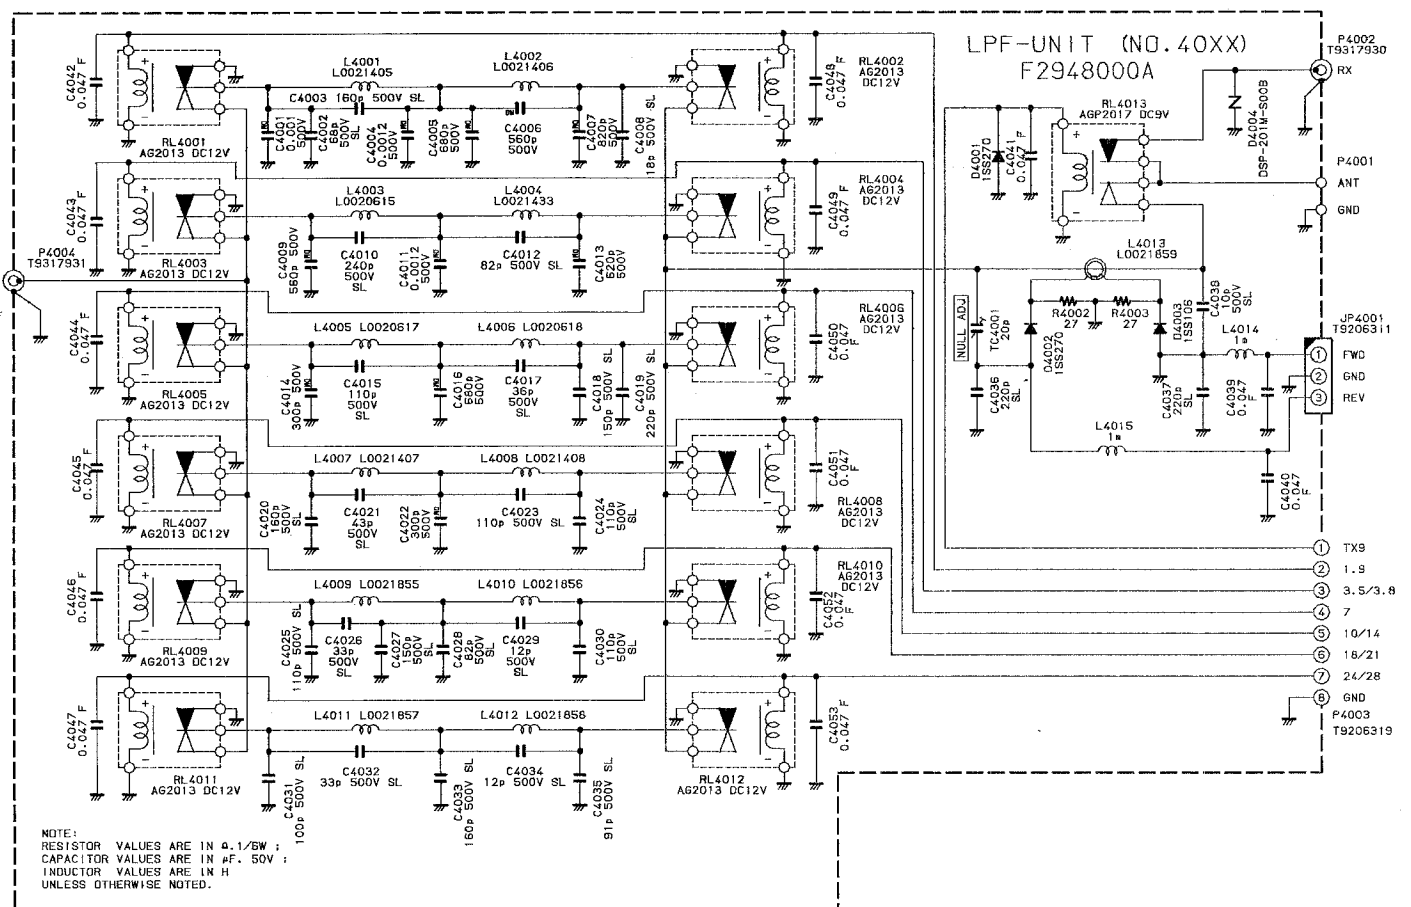 LPF-UNIT (NO.40XX)
F2948000A
P4002
T9317930
RX
P4001
ANT
GND
P4004
T9317931
C4042
0.047 F
RL4001
AG2013 DC12V
L4001
L0021405
L4002
L0021406
C4003 160p 500V SL
C4001
0.001
500V
C4002
68p
500V
SL
C4004
0.0012
500V
C4005
680p
500V
C4006
560p
500V
C4007
820p
500V
C4008
18p 500V SL
C4048
0.047 F
RL4002
AG2013
DC12V
C4043
0.047 F
RL4003
AG2013 DC12V
L4003
L0020615
L4004
L0021433
C4009
560p 500V
C4010
240p
500V
SL
C4011
0.0012
500V
C4012
82p 500V SL
C4013
620p
500V
C4049
0.047 F
RL4004
AG2013
DC12V
C4044
0.047 F
RL4005
AG2013 DC12V
L4005 L0020617
L4006 L0020618
C4014
300p 500V
C4015
110p
500V
SL
C4016
680p
500V
C4017
36p
500V
SL
C4018
150p 500V SL
C4019
220p 500V SL
C4050
0.047
F
RL4006
AG2013
DC12V
C4045
0.047 F
RL4007
AG2013 DC12V
L4007 L0021407
L4008 L0021408
C4020
160p
500V
SL
C4021
43p
500V
SL
C4022
300p
500V
C4023
110p 500V SL
C4024
110p
500V
SL
C4051
0.047
F
RL4008
AG2013
DC12V
C4046
0.047 F
RL4009
AG2013 DC12V
L4009 L0021855
L4010 L0021856
C4025
110p 500V SL
C4026
33p
500V
SL
C4027
150p
500V
SL
C4028
82p
500V
SL
C4029
12p
500V
SL
C4030
110p
500V
SL
C4052
0.047
F
RL4010
AG2013
DC12V
C4047
0.047 F
RL4011
AG2013 DC12V
L4011 L0021857
L4012 L0021858
C4031
100p 500V SL
C4032
33p 500V SL
C4033
160p 500V SL
C4034
12p 500V SL
C4035
91p 500V SL
C4053
0.047 F
RL4012
AG2013 DC12V
RL4013
AGP2017 DC9V
D4001
1SS270
C4041
0.047 F
D4004
DSP-201M-S00B
L4013
L0021859
NULL ADJ
TC4001
20p
D4002
1SS270
R4002
27
R4003
27
D4003
1SS106
C4038
10p
500V
SL
L4014
1m
C4036
220p
SL
C4037
220p
SL
C4039
0.047
F
L4015
1m
C4040
0.047
F
JP4001
T9206311
1 FWD
2 GND
3 REV
1 TX9
2 1.9
3 3.5/3.8
4 7
5 10/14
6 18/21
7 24/28
8 GND
P4003
T9206319
NOTE:
RESISTOR VALUES ARE IN Ω.1/6W ;
CAPACITOR VALUES ARE IN µF. 50V ;
INDUCTOR VALUES ARE IN H
UNLESS OTHERWISE NOTED.